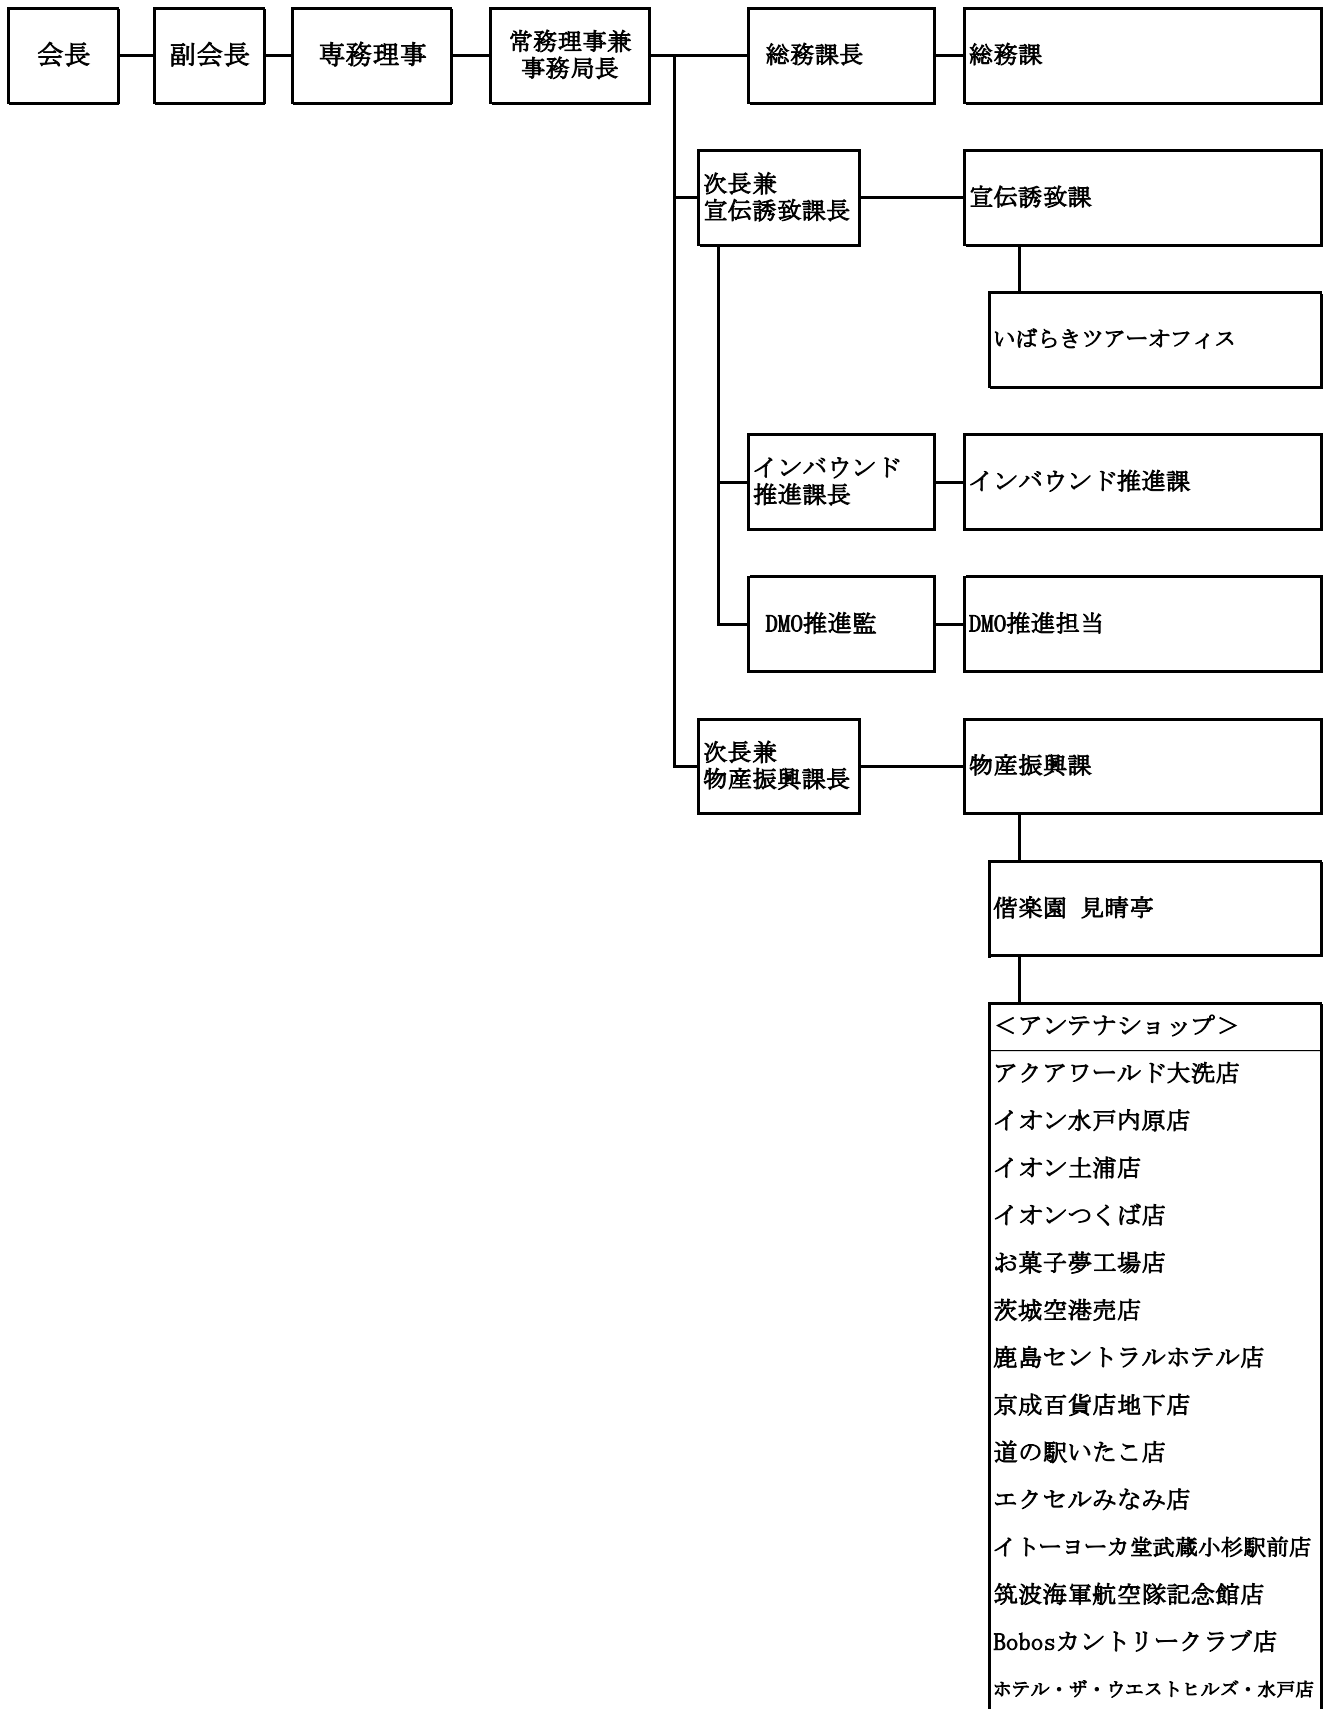 会長
副会長
専務理事
常務理事兼
事務局長
総務課長
総務課
次長兼
宣伝誘致課長
宣伝誘致課
いばらきツアーオフィス
インバウンド
推進課長
インバウンド推進課
DMO推進監
DMO推進担当
次長兼
物産振興課長
物産振興課
偕楽園 見晴亭
＜アンテナショップ＞
アクアワールド大洗店
イオン水戸内原店
イオン土浦店
イオンつくば店
お菓子夢工場店
茨城空港売店
鹿島セントラルホテル店
京成百貨店地下店
道の駅いたこ店
エクセルみなみ店
イトーヨーカ堂武蔵小杉駅前店
筑波海軍航空隊記念館店
Bobosカントリークラブ店
ホテル・ザ・ウエストヒルズ・水戸店